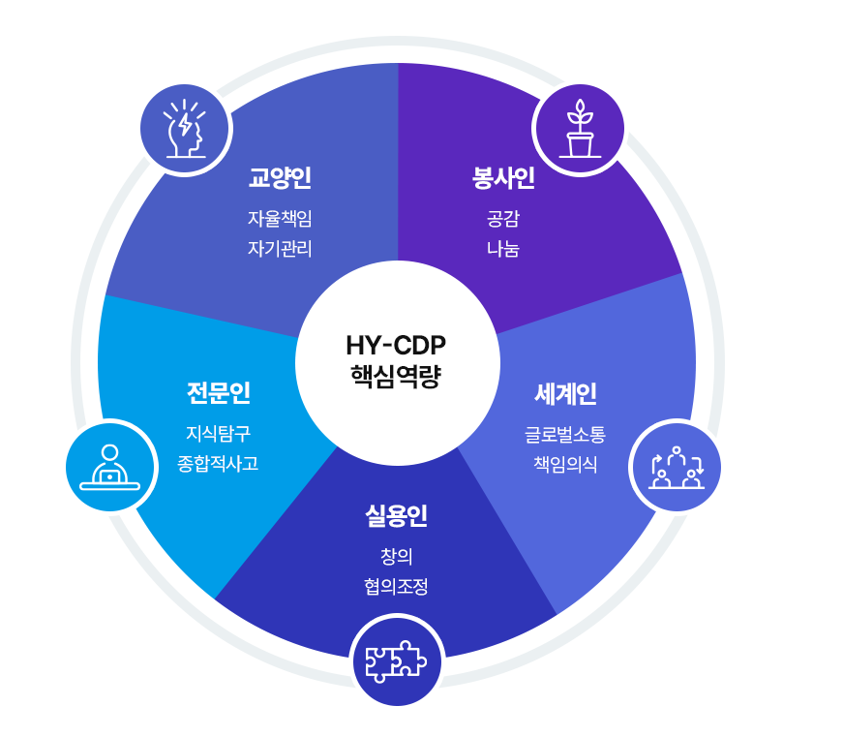 교양인
자율책임
자기관리
봉사인
공감
나눔
HY-CDP
핵심역량
전문인
지식탐구
종합적사고
세계인
글로벌소통
책임의식
실용인
창의
협의조정